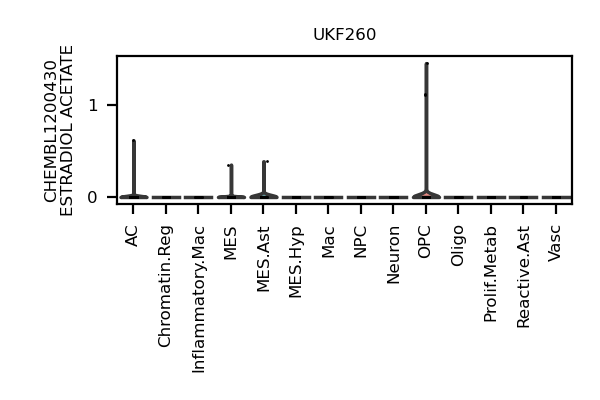 UKF260
CHEMBL1200430
ESTRADIOL ACETATE
1
0
AC
Chromatin.Reg
Inflammatory.Mac
MES
MES.Ast
MES.Hyp
Mac
NPC
Neuron
OPC
Oligo
Prolif.Metab
Reactive.Ast
Vasc